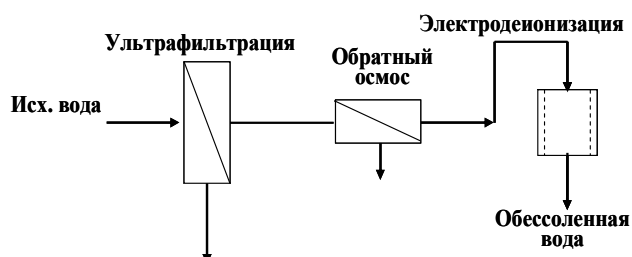 Электродеионизация
Ультрафильтрация
Обратный
осмос
Исх. вода
Обессоленная
вода